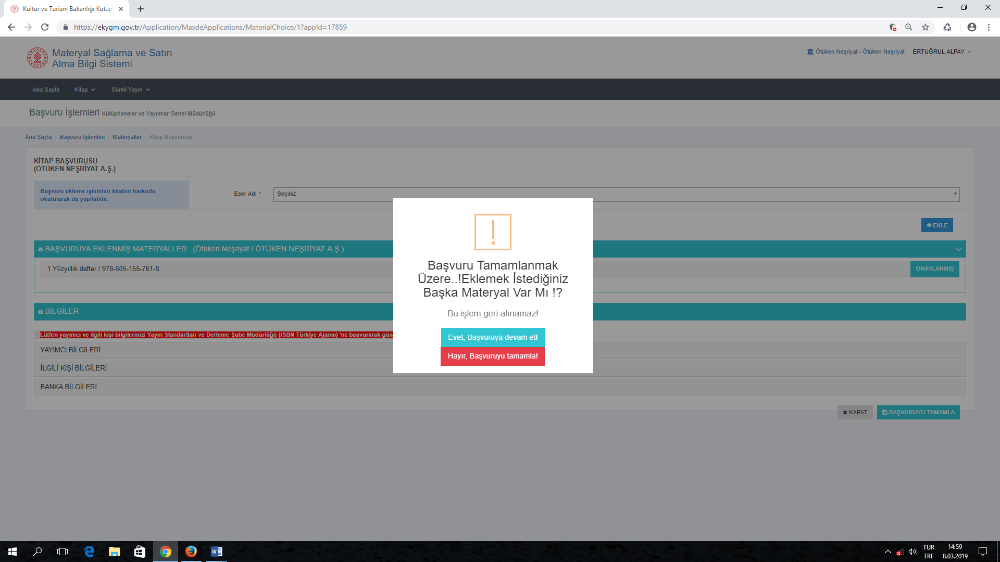 Kültür ve Turizm Bakanlığı Kütüp
https://ekygm.gov.tr/Application/MasdeApplications/MaterialChoice/1?appId=17859
Materyal Sağlama ve Satın
Alma Bilgi Sistemi
Ötüken Neşriyat - Ötüken Neşriyat
ERTUĞRUL ALPAY
Ana Sayfa
Kitap
Süreli Yayın
Başvuru İşlemleri Kütüphaneler ve Yayımlar Genel Müdürlüğü
Ana Sayfa
Başvuru İşlemleri
Materyaller
Kitap Başvurusu
KİTAP BAŞVURUSU
(ÖTÜKEN NEŞRİYAT A.Ş.)
Başvuru ekleme işlemleri kitabın barkodu
okutularak da yapılabilir.
Eser Adı *
Seçiniz
EKLE
BAŞVURUYA EKLENMİŞ MATERYALLER (Ötüken Neşriyat / ÖTÜKEN NEŞRİYAT A.Ş.)
1 Yüzyıllık defter / 978-605-155-761-8
ONAYLANMIŞ
Başvuru Tamamlanmak
Üzere..!Eklemek İstediğiniz
Başka Materyal Var Mı !?
Bu işlem geri alınamaz!
Evet, Başvuruya devam et!
Hayır, Başvuruyu tamamla!
BİLGİLER
Lütfen yayımcı ve ilgili kişi bilgilerinizi Yayın Standartları ve Derleme Şube Müdürlüğü (ISBN Türkiye Ajansı) 'ne başvurarak gün
YAYIMCI BİLGİLERİ
İLGİLİ KİŞİ BİLGİLERİ
BANKA BİLGİLERİ
KAPAT
BAŞVURUYU TAMAMLA
TUR
TRF
14:59
8.03.2019